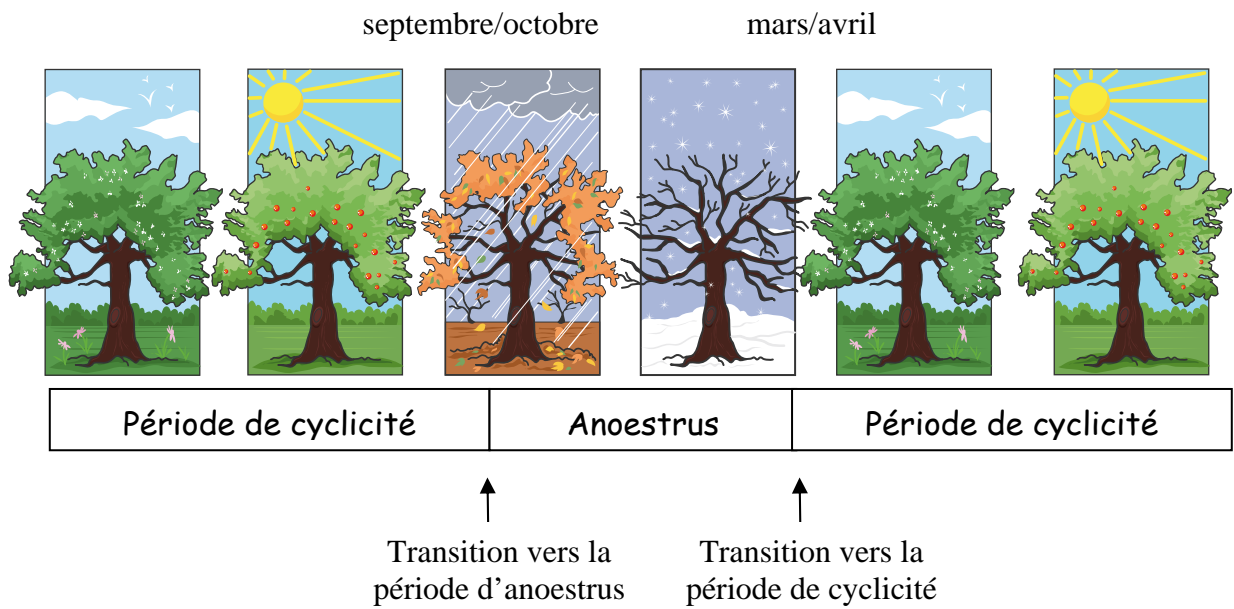 septembre/octobre mars/avril
Période de cyclicité Anoestrus Période de cyclicité
Transition vers la
période d'anoestrus
Transition vers la
période de cyclicité